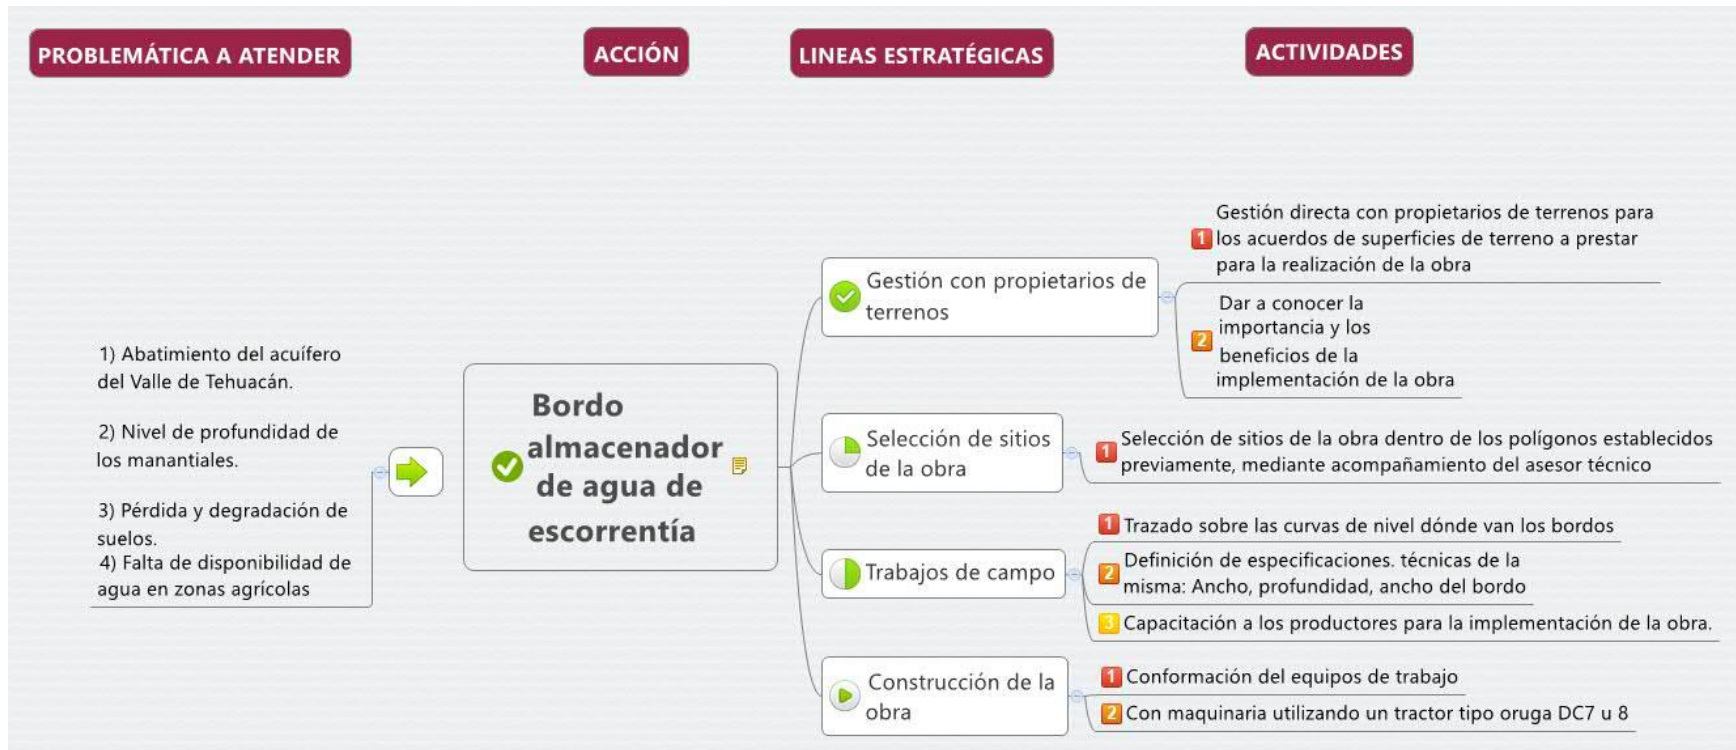 PROBLEMÁTICA A ATENDER
ACCIÓN
LINEAS ESTRATÉGICAS
ACTIVIDADES
1) Abatimiento del acuífero
del Valle de Tehuacán.
2) Nivel de profundidad de
los manantiales.
3) Pérdida y degradación de
suelos.
4) Falta de disponibilidad de
agua en zonas agrícolas
Bordo
almacenador
de agua de
escorrentía
Gestión con propietarios de
terrenos
1
Gestión directa con propietarios de terrenos para
los acuerdos de superficies de terreno a prestar
para la realización de la obra
2
Dar a conocer la
importancia y los
beneficios de la
implementación de la obra
Selección de sitios
de la obra
1
Selección de sitios de la obra dentro de los polígonos establecidos
previamente, mediante acompañamiento del asesor técnico
Trabajos de campo
1 Trazado sobre las curvas de nivel dónde van los bordos
2
Definición de especificaciones. técnicas de la
misma: Ancho, profundidad, ancho del bordo
3 Capacitación a los productores para la implementación de la obra.
Construcción de la
obra
1 Conformación del equipos de trabajo
2 Con maquinaria utilizando un tractor tipo oruga DC7 u 8